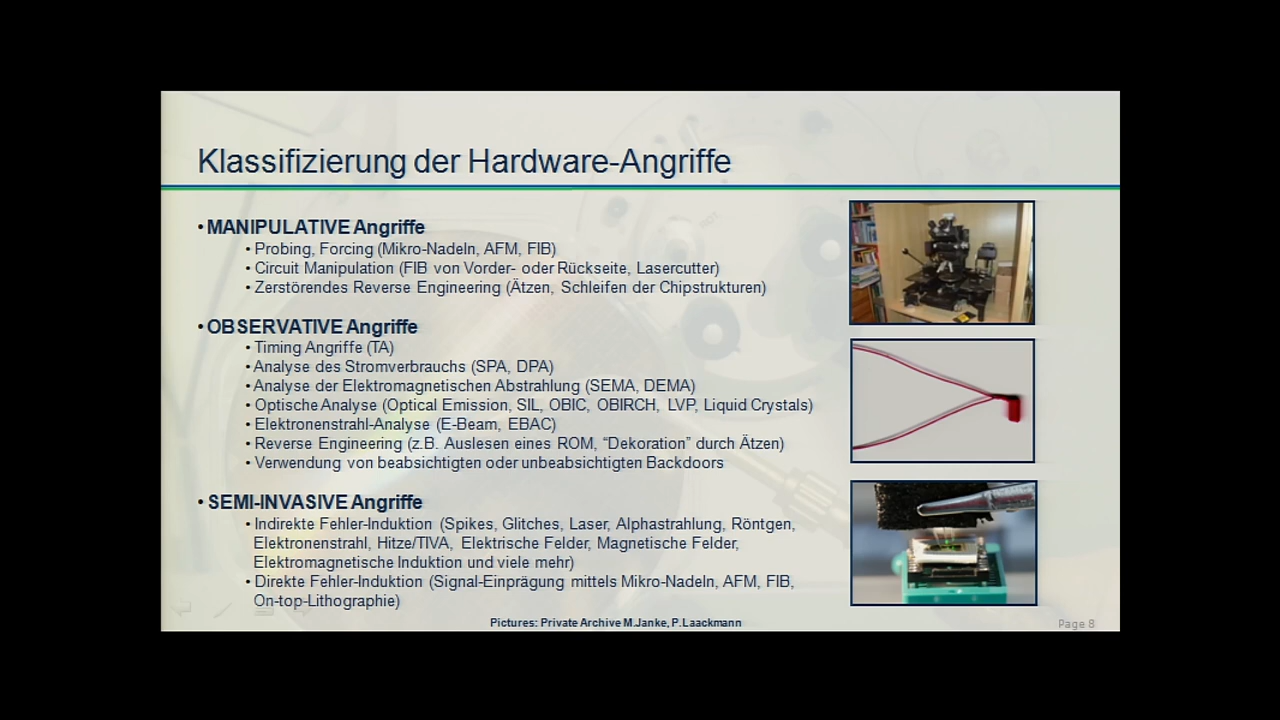 Klassifizierung der Hardware-Angriffe
• MANIPULATIVE Angriffe
• Probing, Forcing (Mikro-Nadeln, AFM, FIB)
• Circuit Manipulation (FIB von Vorder- oder Rückseite, Lasercutter)
• Zerstörendes Reverse Engineering (Ätzen, Schleifen der Chipstrukturen)
• OBSERVATIVE Angriffe
• Timing Angriffe (TA)
• Analyse des Stromverbrauchs (SPA, DPA)
• Analyse der Elektromagnetischen Abstrahlung (SEMA, DEMA)
• Optische Analyse (Optical Emission, SIL, OBIC, OBIRCH, LVP, Liquid Crystals)
• Elektronenstrahl-Analyse (E-Beam, EBAC)
• Reverse Engineering (z.B. Auslesen eines ROM, “Dekoration” durch Ätzen)
• Verwendung von beabsichtigten oder unbeabsichtigten Backdoors
• SEMI-INVASIVE Angriffe
• Indirekte Fehler-Induktion (Spikes, Glitches, Laser, Alphastrahlung, Röntgen,
Elektronenstrahl, Hitze/TIVA, Elektrische Felder, Magnetische Felder,
Elektromagnetische Induktion und viele mehr)
• Direkte Fehler-Induktion (Signal-Einprägung mittels Mikro-Nadeln, AFM, FIB,
On-top-Lithographie)
Pictures: Private Archive M.Janke, P.Laackmann
Page 8